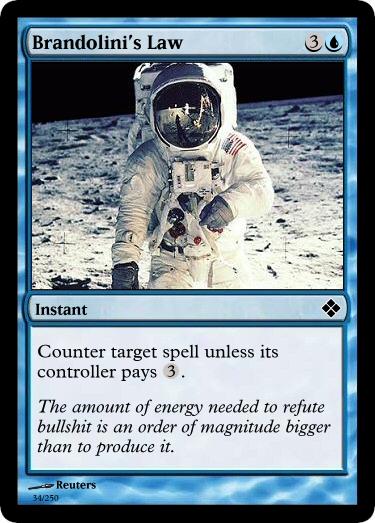 Brandolini's Law 3
Instant
Counter target spell unless its
controller pays 3.
The amount of energy needed to refute
bullshit is an order of magnitude bigger
than to produce it.
Reuters
34/250